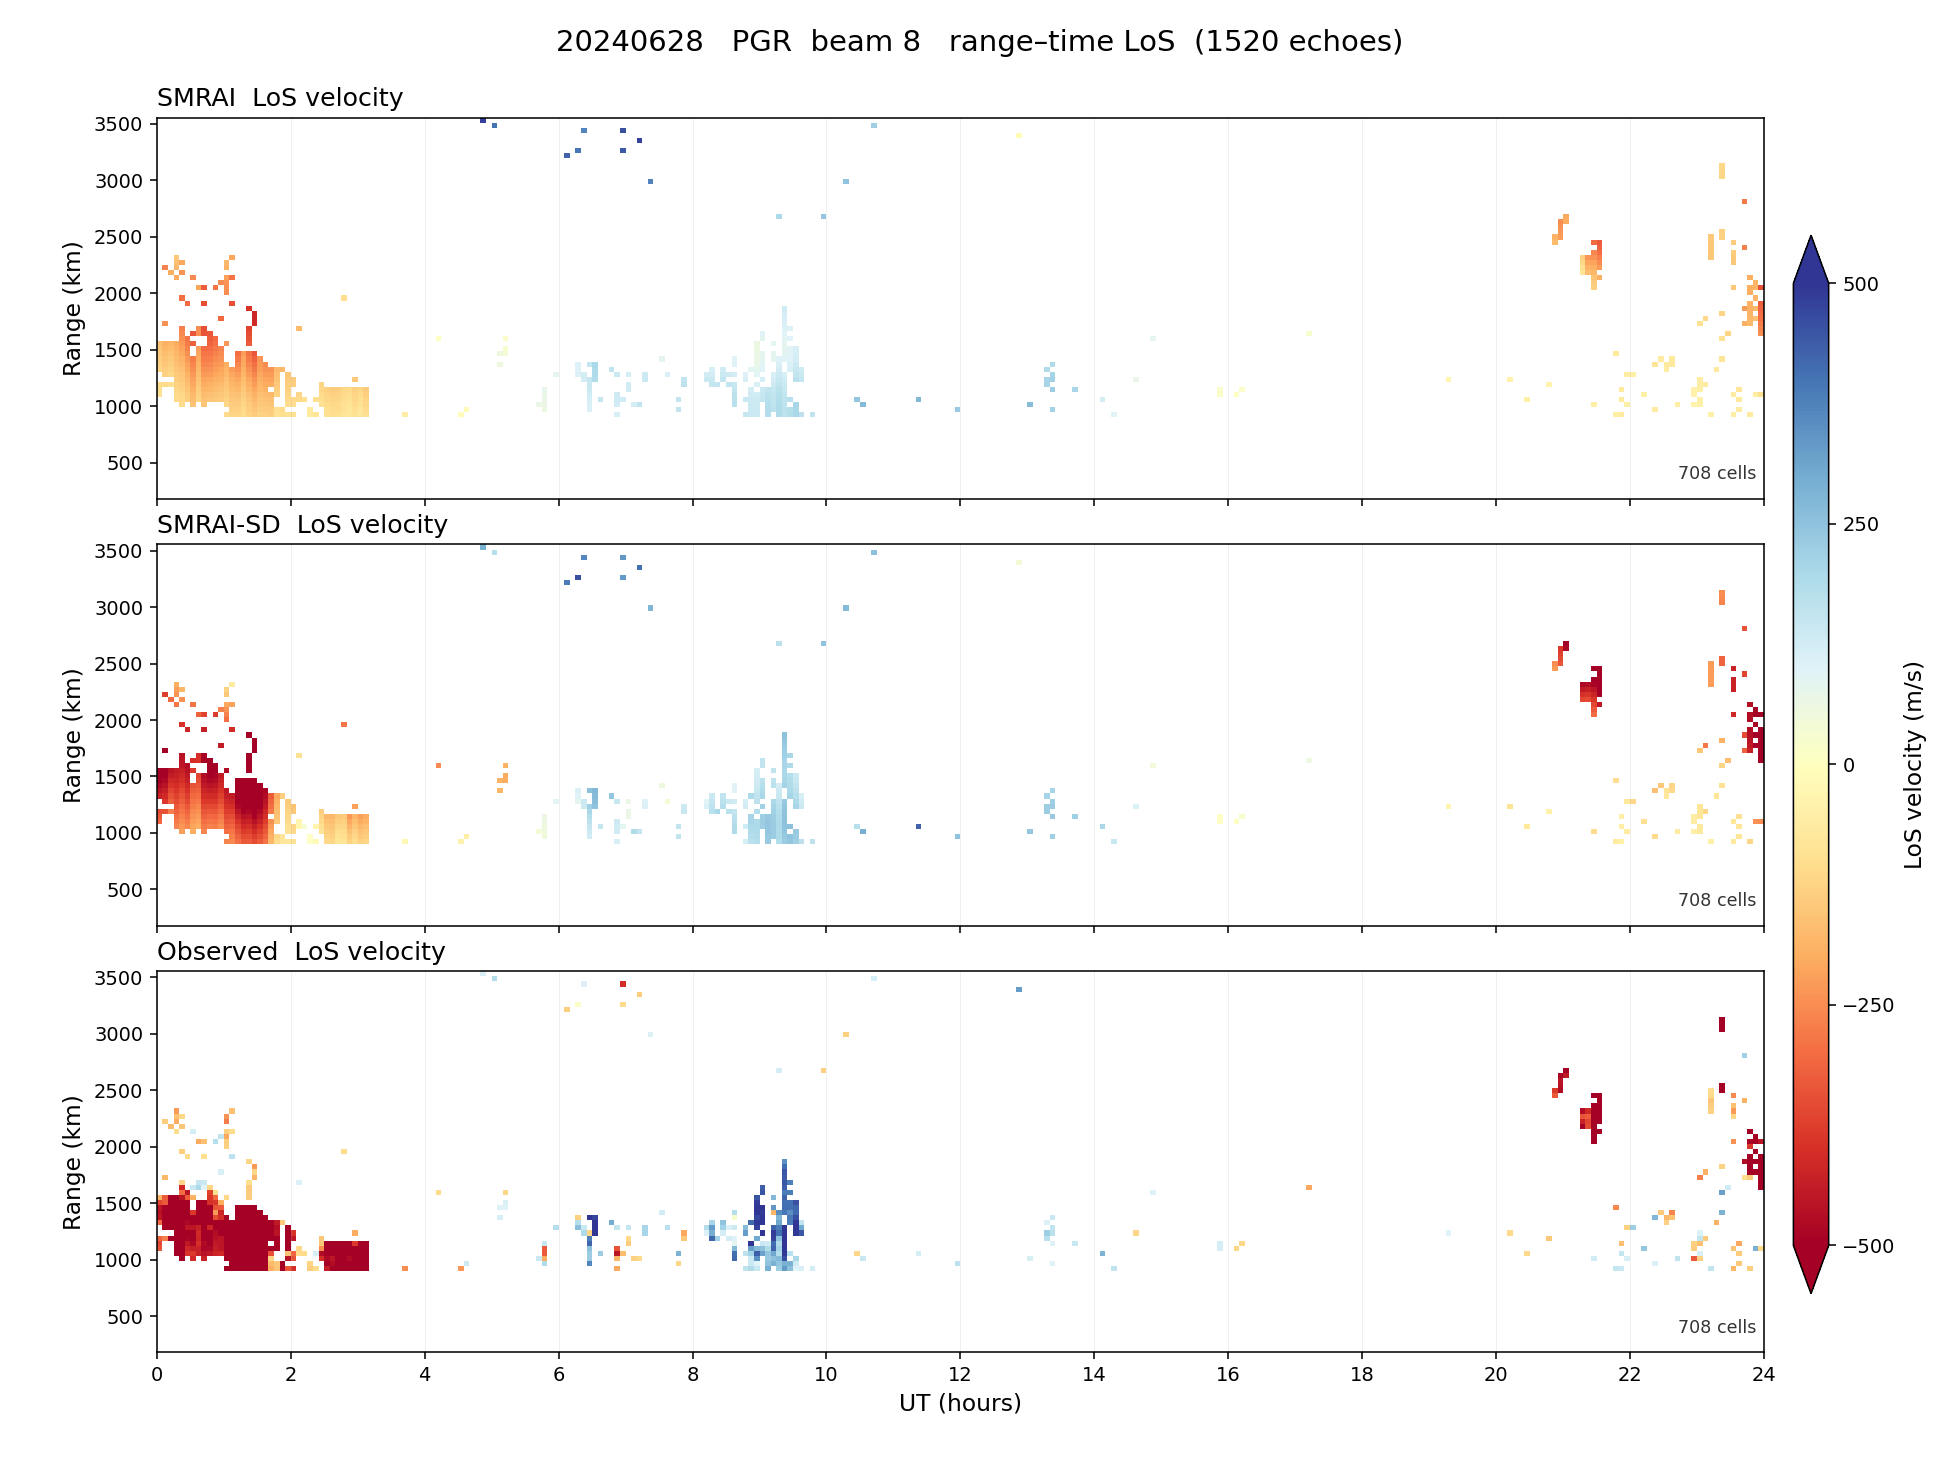 20240628   PGR  beam 8   range–time LoS  (1520 echoes)
SMRAI  LoS velocity
3500
3000
2500
2000
1500
1000
500
Range (km)
708 cells
SMRAI-SD  LoS velocity
3500
3000
2500
2000
1500
1000
500
Range (km)
708 cells
Observed  LoS velocity
3500
3000
2500
2000
1500
1000
500
Range (km)
708 cells
0 2 4 6 8 10 12 14 16 18 20 22 24
UT (hours)
500
250
0
−250
−500
LoS velocity (m/s)